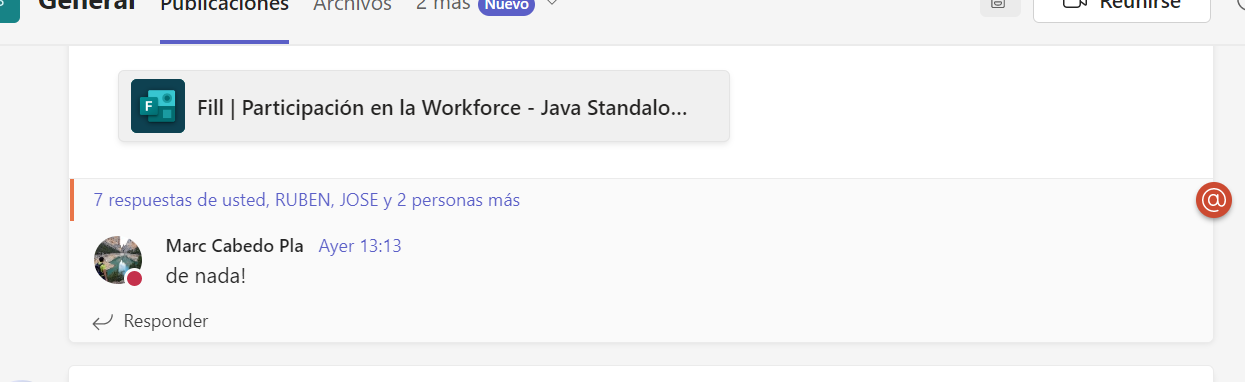 General Publicaciones Archivos 2 más Nuevo Reunirse
F Fill | Participación en la Workforce - Java Standalo...
7 respuestas de usted, RUBEN, JOSE y 2 personas más @
Marc Cabedo Pla Ayer 13:13
de nada!
Responder